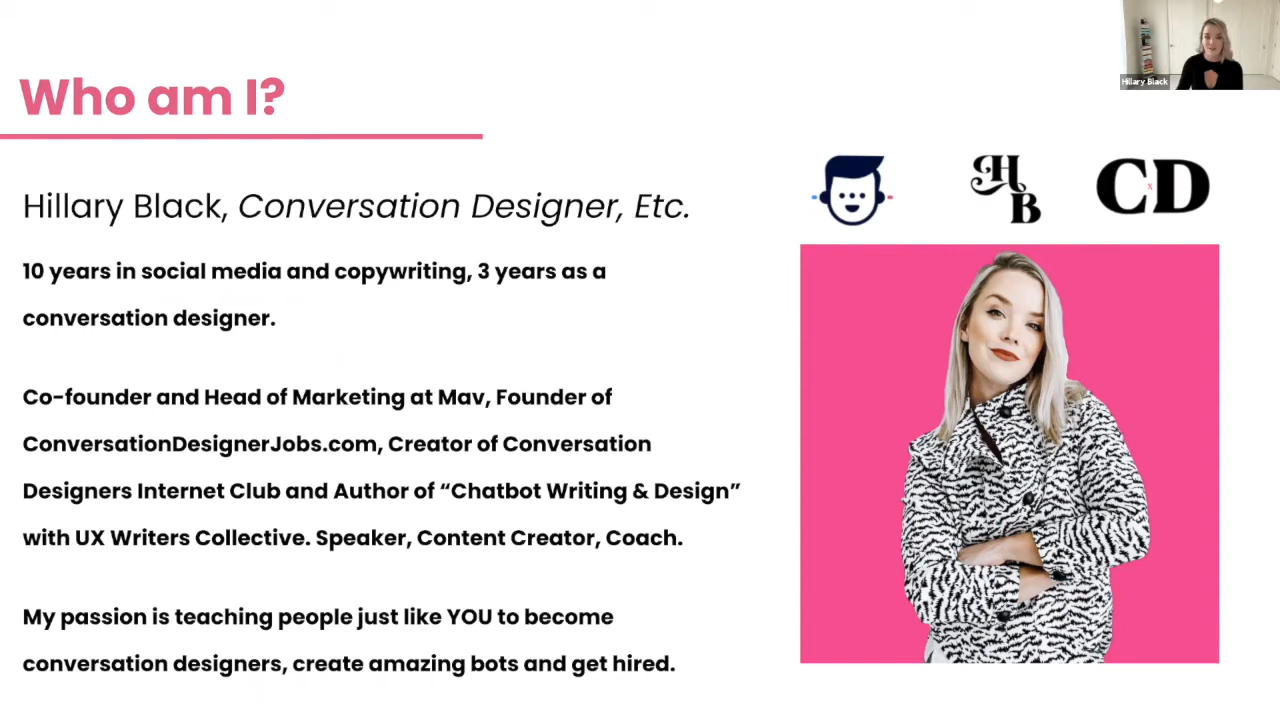 Hillary Black
Who am I?
Hillary Black, Conversation Designer, Etc.
HB
CxD
10 years in social media and copywriting, 3 years as a
conversation designer.
Co-founder and Head of Marketing at Mav, Founder of
ConversationDesignerJobs.com, Creator of Conversation
Designers Internet Club and Author of “Chatbot Writing & Design”
with UX Writers Collective. Speaker, Content Creator, Coach.
My passion is teaching people just like YOU to become
conversation designers, create amazing bots and get hired.